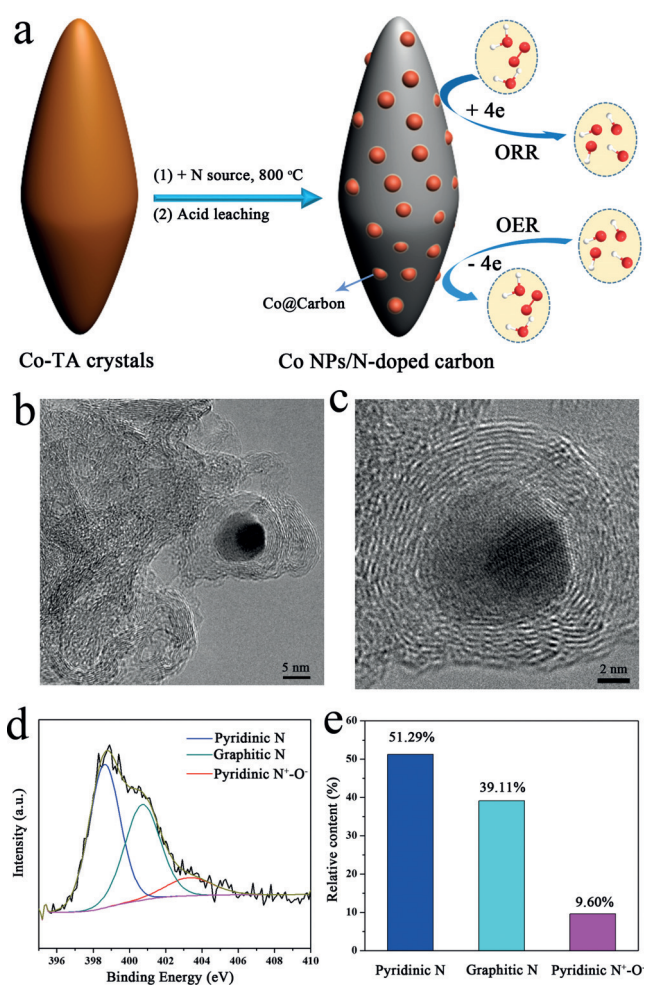 a
(1) + N source, 800 °C
(2) Acid leaching
+ 4e
ORR
OER
- 4e
Co@Carbon
Co-TA crystals
Co NPs/N-doped carbon
b
5 nm
c
2 nm
d
Pyridinic N
Graphitic N
Pyridinic N⁺-O⁻
Intensity (a.u.)
396 398 400 402 404 406 408 410
Binding Energy (eV)
e
60
50
40
30
20
10
0
Relative content (%)
51.29%
39.11%
9.60%
Pyridinic N Graphitic N Pyridinic N⁺-O⁻